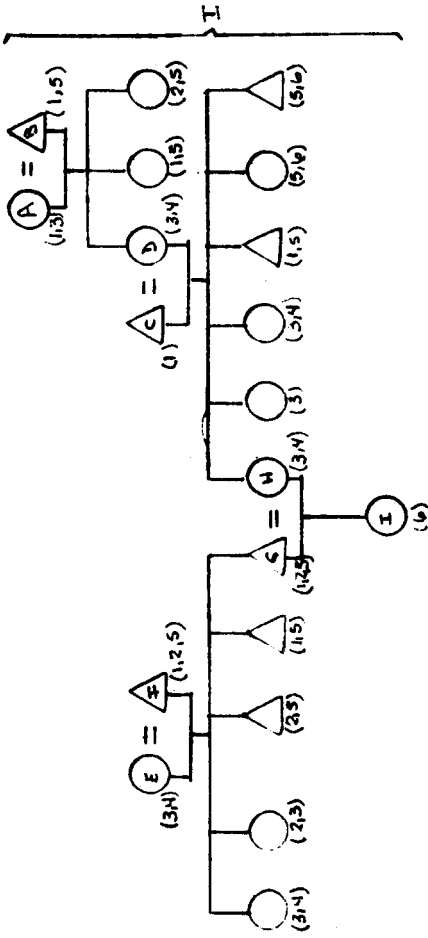 I
A = B
(1,3) (1,5)
C = D
(1) (3,4) (1,5) (2,5)
E = F
(3,4) (1,2,5)
G = H
(3,4) (2,3) (2,5) (1,5) (1,2,5) (3,4) (3) (3,4) (1,5) (5,6) (5,6)
I
(6)